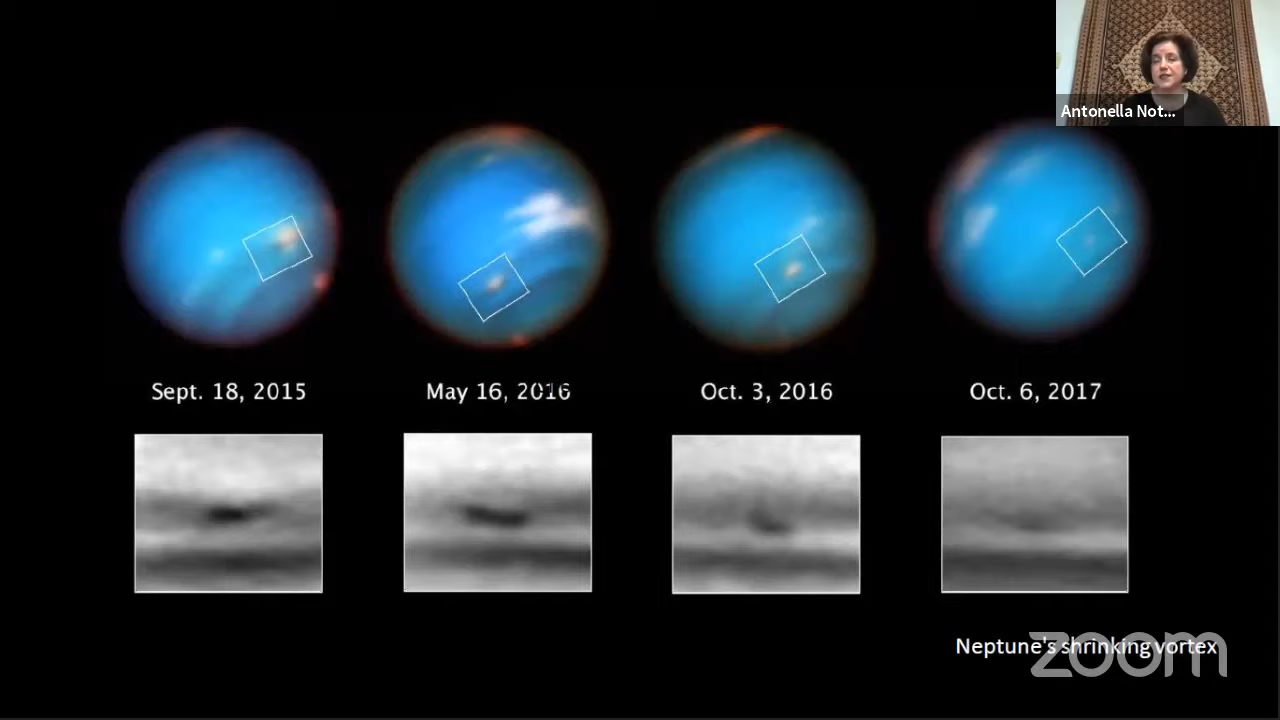 Antonella Not...
Sept. 18, 2015
May 16, 2016
Oct. 3, 2016
Oct. 6, 2017
Neptune's shrinking vortex
zoom